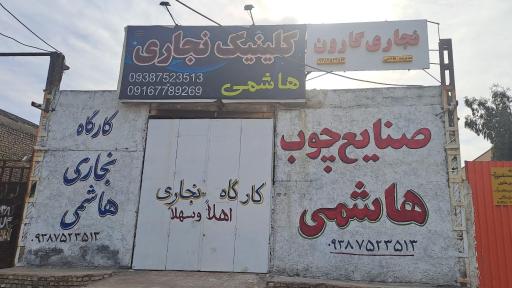 کلینیک نجاری
09387523513
هاشمی
09167789269
نجاری کارون
کارگاه
نجاری
هاشمی
۰۹۳۸۷۵۲۳۵۱۳
کارگاه نجاری
اهلاً وسهلا
صنایع چوب
هاشمی
۰۹۳۸۷۵۲۳۵۱۳